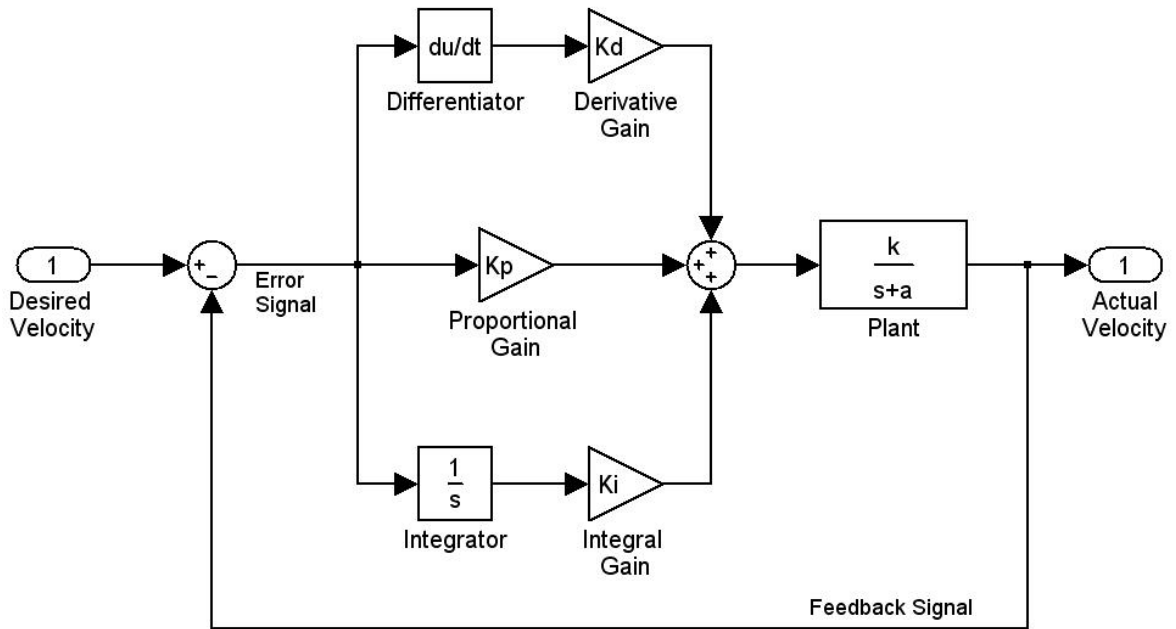 du/dt
Differentiator
Kd
Derivative
Gain
1
Desired
Velocity
+
−
Error
Signal
Kp
Proportional
Gain
+
+
+
k
s+a
Plant
1
Actual
Velocity
1
s
Integrator
Ki
Integral
Gain
Feedback Signal